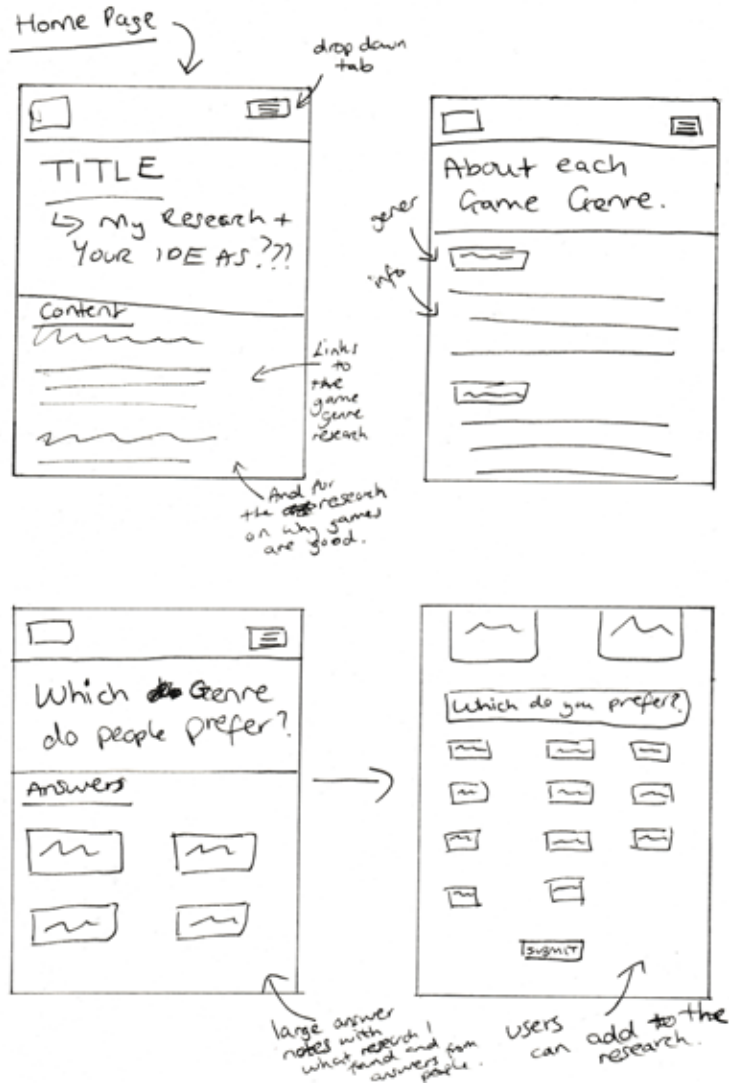 Home Page
drop down
tab
TITLE
↳ My Research +
YOUR IDEAS???
Content
Links
to
the
game
genre
reseach
And for
the research
on why games
are good.
About each
Game Genre.
gener
info
Which Genre
do people prefer?
Answers
large answer
notes with
what research I
found and from
answers from
people.
Which do you prefer?
SUBMIT
users
can add to the
research.